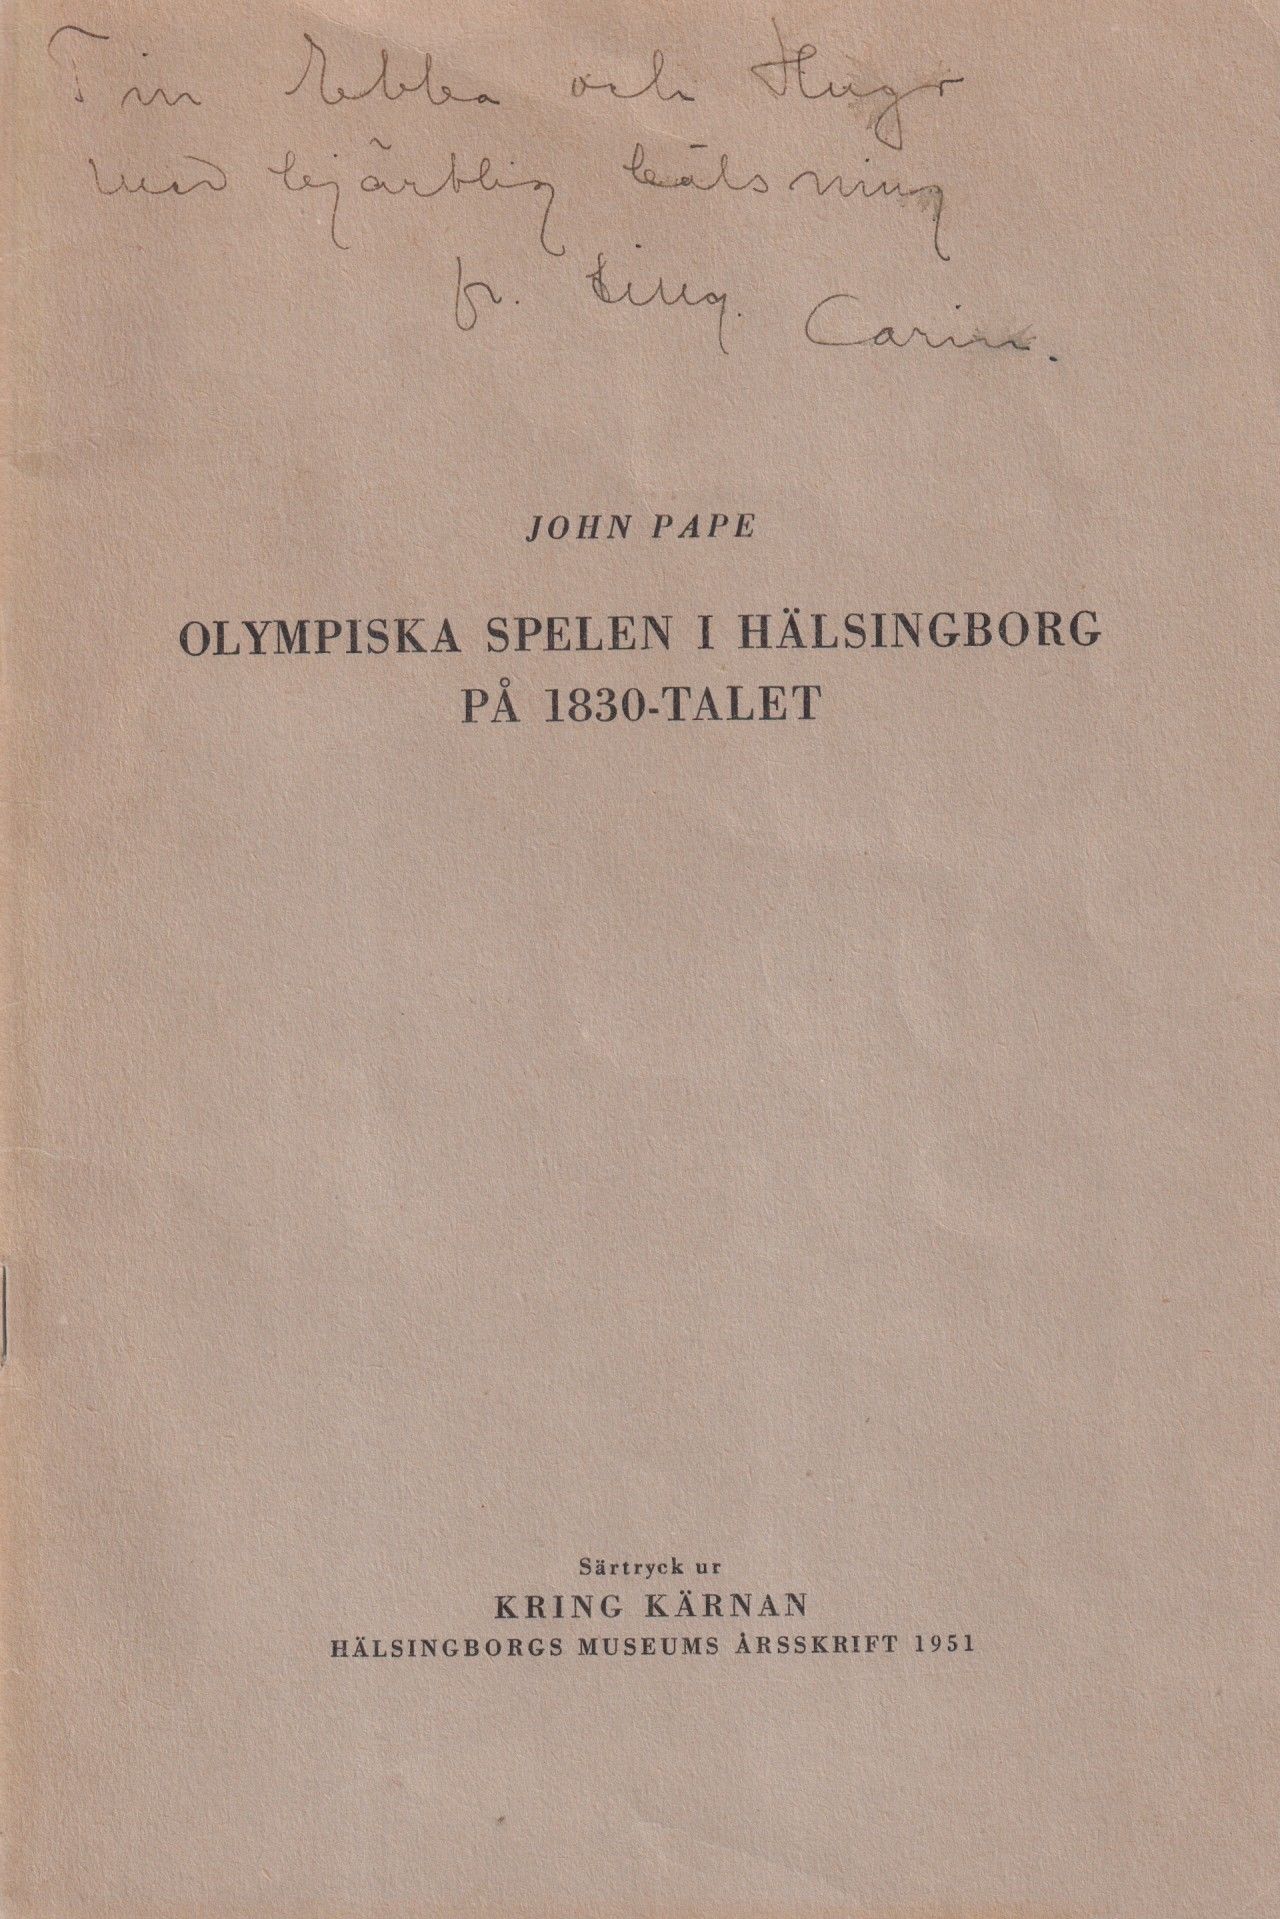 Till Ebba och Hugo
med hjärtlig hälsning
fr. Carin.
JOHN PAPE
OLYMPISKA SPELEN I HÄLSINGBORG
PÅ 1830-TALET
Särtryck ur
KRING KÄRNAN
HÄLSINGBORGS MUSEUMS ÅRSSKRIFT 1951